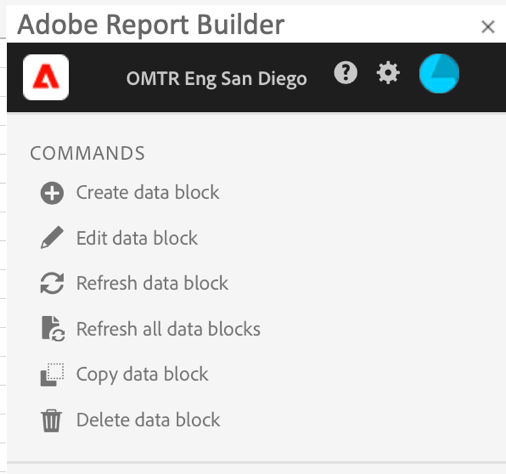 Adobe Report Builder
OMTR Eng San Diego
COMMANDS
Create data block
Edit data block
Refresh data block
Refresh all data blocks
Copy data block
Delete data block